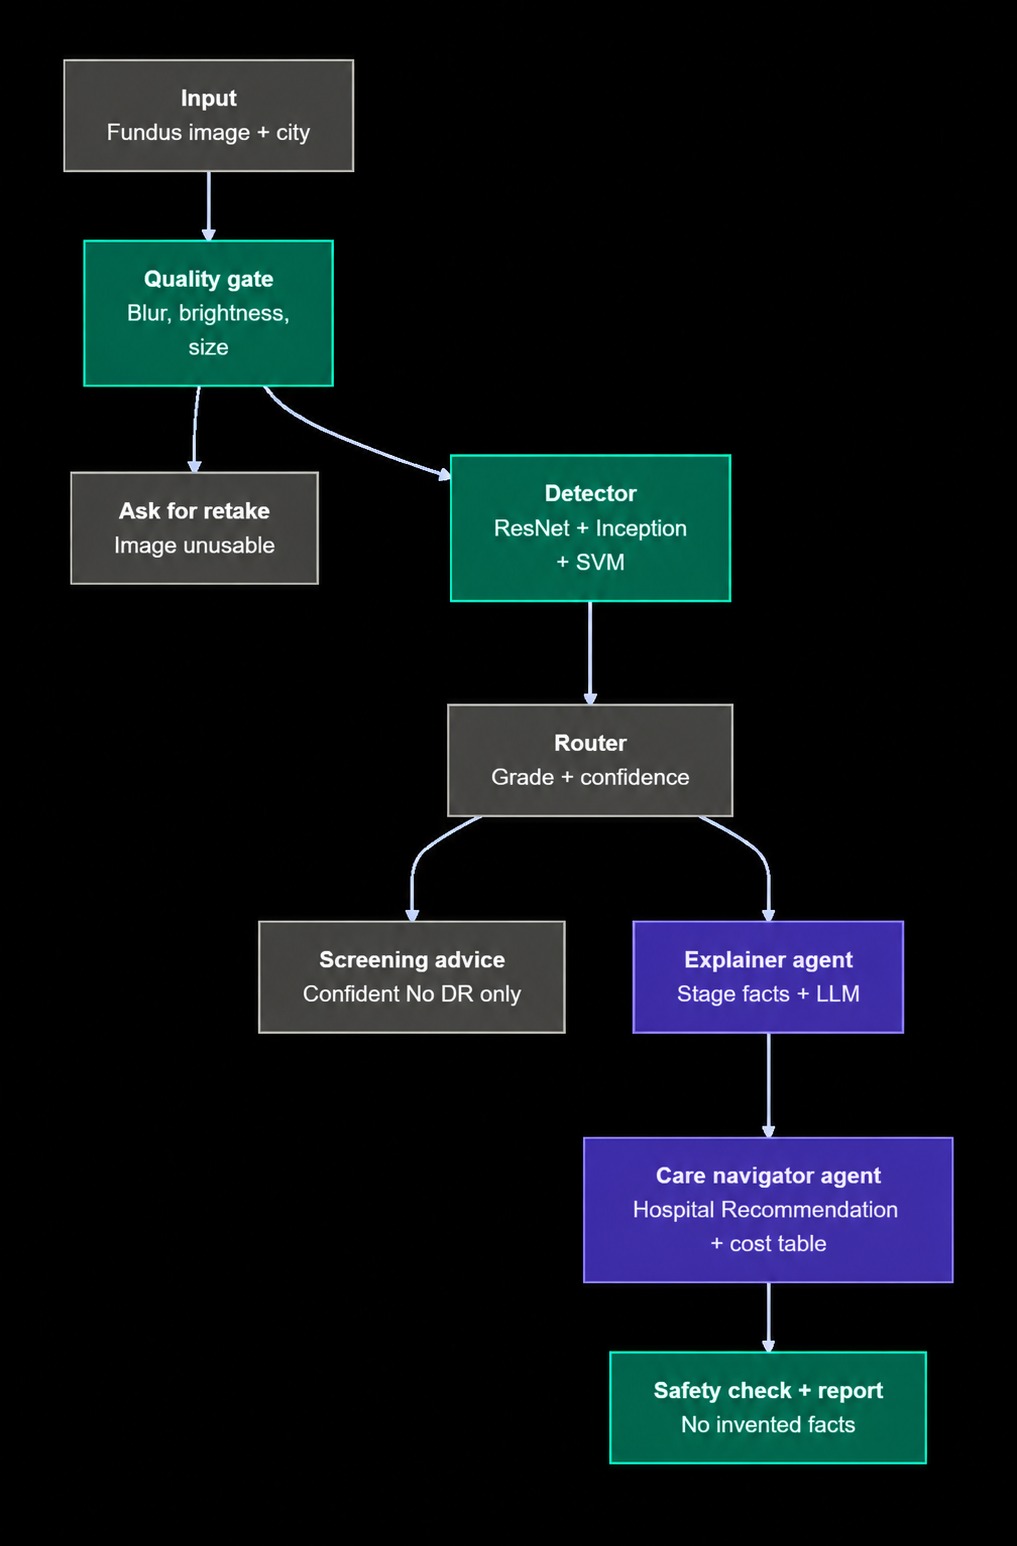 Input
Fundus image + city
Quality gate
Blur, brightness,
size
Ask for retake
Image unusable
Detector
ResNet + Inception
+ SVM
Router
Grade + confidence
Screening advice
Confident No DR only
Explainer agent
Stage facts + LLM
Care navigator agent
Hospital Recommendation
+ cost table
Safety check + report
No invented facts